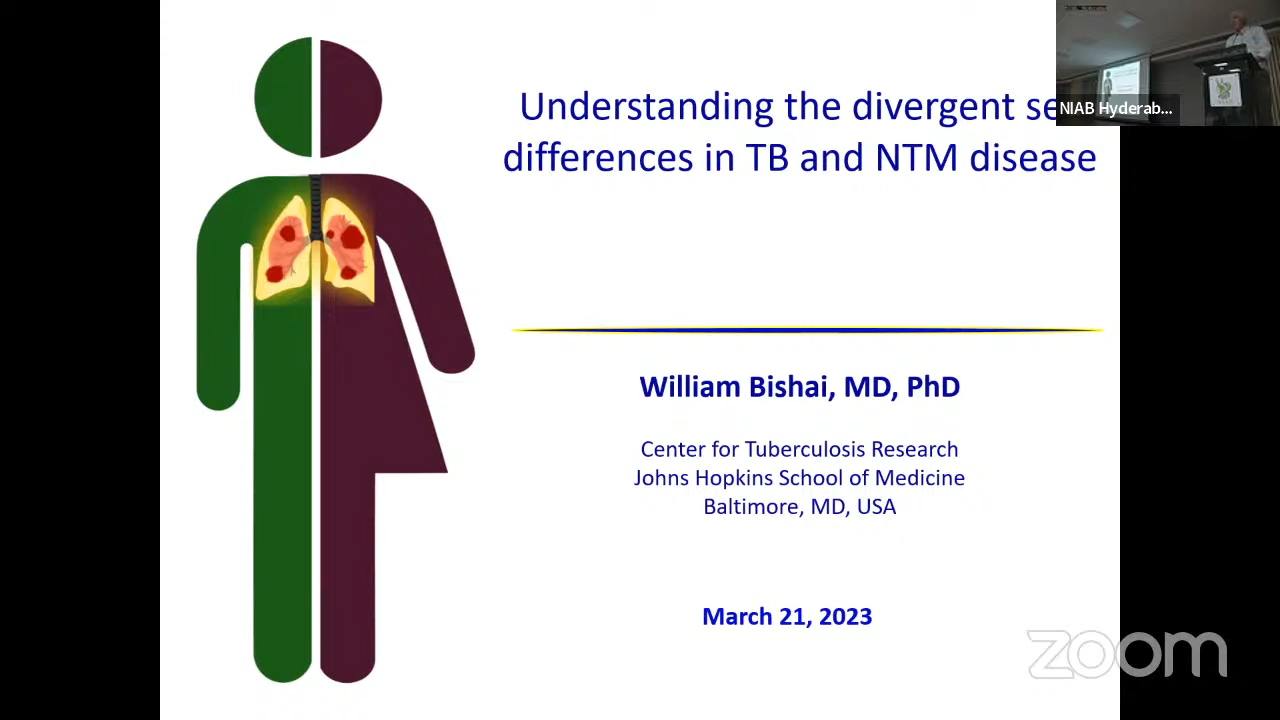 Understanding the divergent se
differences in TB and NTM disease
NIAB Hyderab...
William Bishai, MD, PhD
Center for Tuberculosis Research
Johns Hopkins School of Medicine
Baltimore, MD, USA
March 21, 2023
zoom